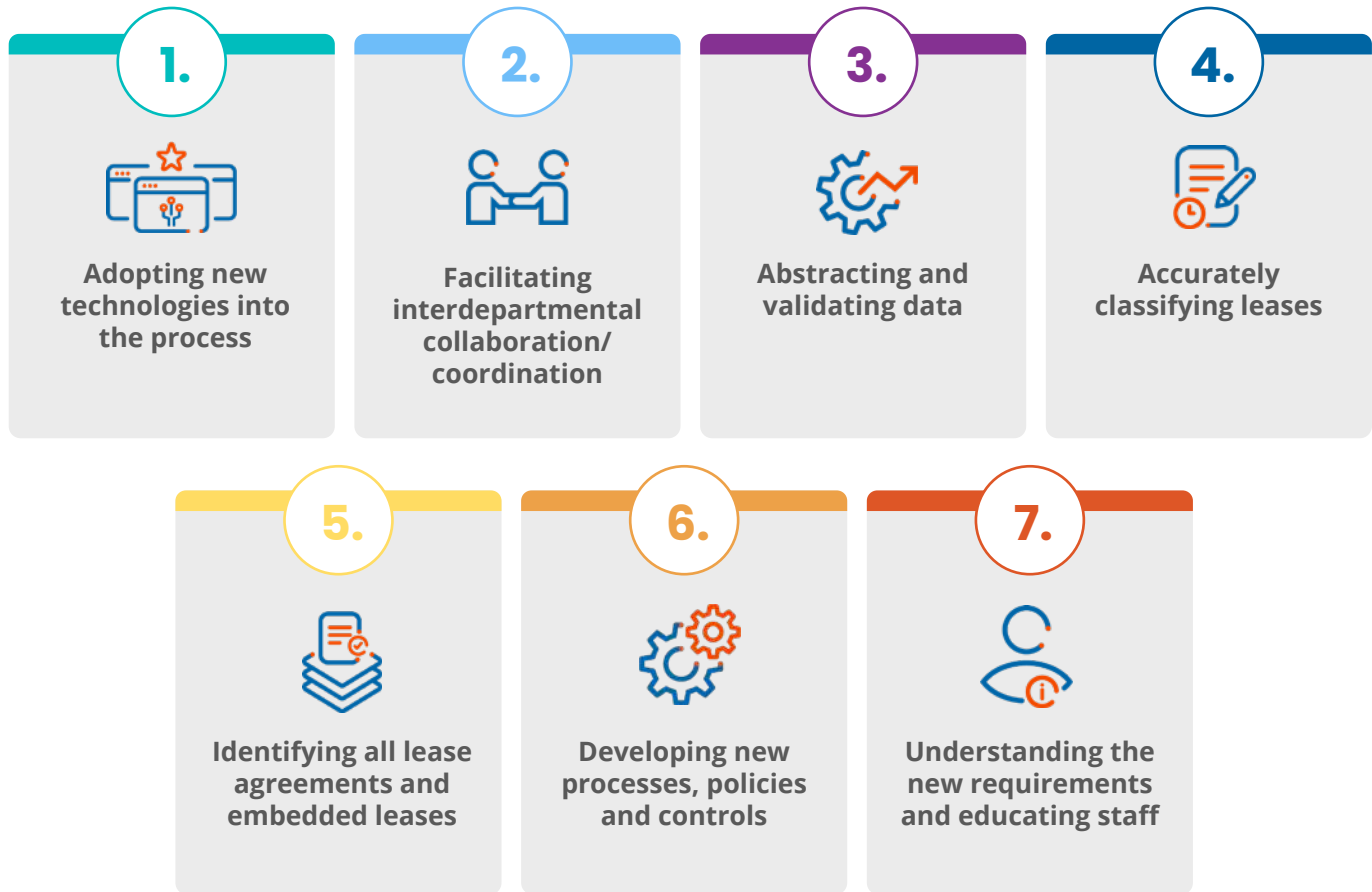 1.
Adopting new
technologies into
the process
2.
Facilitating
interdepartmental
collaboration/
coordination
3.
Abstracting and
validating data
4.
Accurately
classifying leases
5.
Identifying all lease
agreements and
embedded leases
6.
Developing new
processes, policies
and controls
7.
Understanding the
new requirements
and educating staff